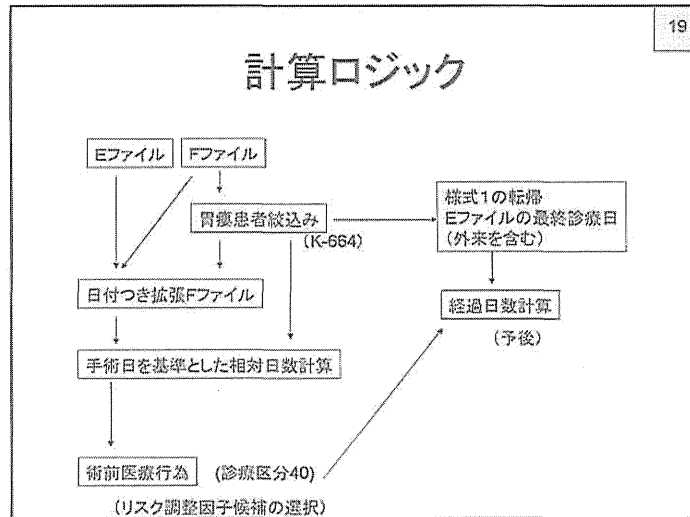 19
計算ロジック
Eファイル
Fファイル
胃瘻患者絞込み
(K-664)
様式1の転帰
Eファイルの最終診療日
(外来を含む)
日付つき拡張Fファイル
経過日数計算
(予後)
手術日を基準とした相対日数計算
術前医療行為 (診療区分40)
(リスク調整因子候補の選択)